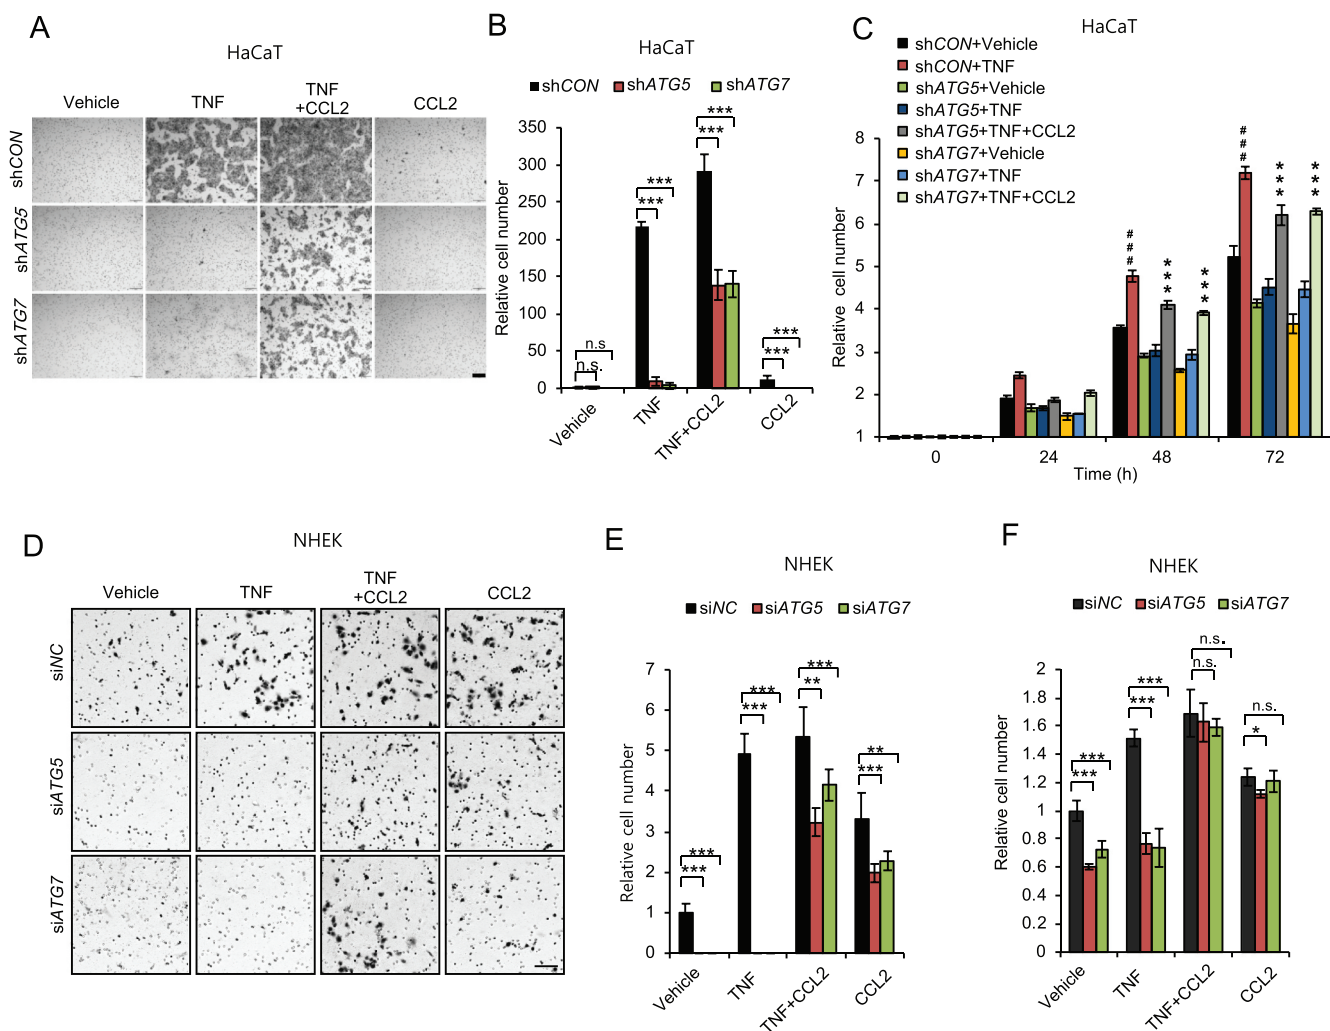 A
HaCaT
Vehicle
TNF
TNF
+CCL2
CCL2
shCON
shATG5
shATG7
B
HaCaT
shCON shATG5 shATG7
Relative cell number
350
300
250
200
150
100
50
0
n.s
n.s.
***
***
***
***
***
***
Vehicle
TNF
TNF+CCL2
CCL2
C
HaCaT
shCON+Vehicle
shCON+TNF
shATG5+Vehicle
shATG5+TNF
shATG5+TNF+CCL2
shATG7+Vehicle
shATG7+TNF
shATG7+TNF+CCL2
Relative cell number
8
7
6
5
4
3
2
1
###
***
***
###
***
***
0 24 48 72
Time (h)
D
NHEK
Vehicle
TNF
TNF
+CCL2
CCL2
siNC
siATG5
siATG7
E
NHEK
siNC siATG5 siATG7
Relative cell number
7
6
5
4
3
2
1
0
***
***
***
***
***
**
**
***
Vehicle
TNF
TNF+CCL2
CCL2
F
NHEK
siNC siATG5 siATG7
Relative cell number
2
1.8
1.6
1.4
1.2
1
0.8
0.6
0.4
0.2
0
***
***
***
***
n.s.
n.s.
n.s.
*
Vehicle
TNF
TNF+CCL2
CCL2